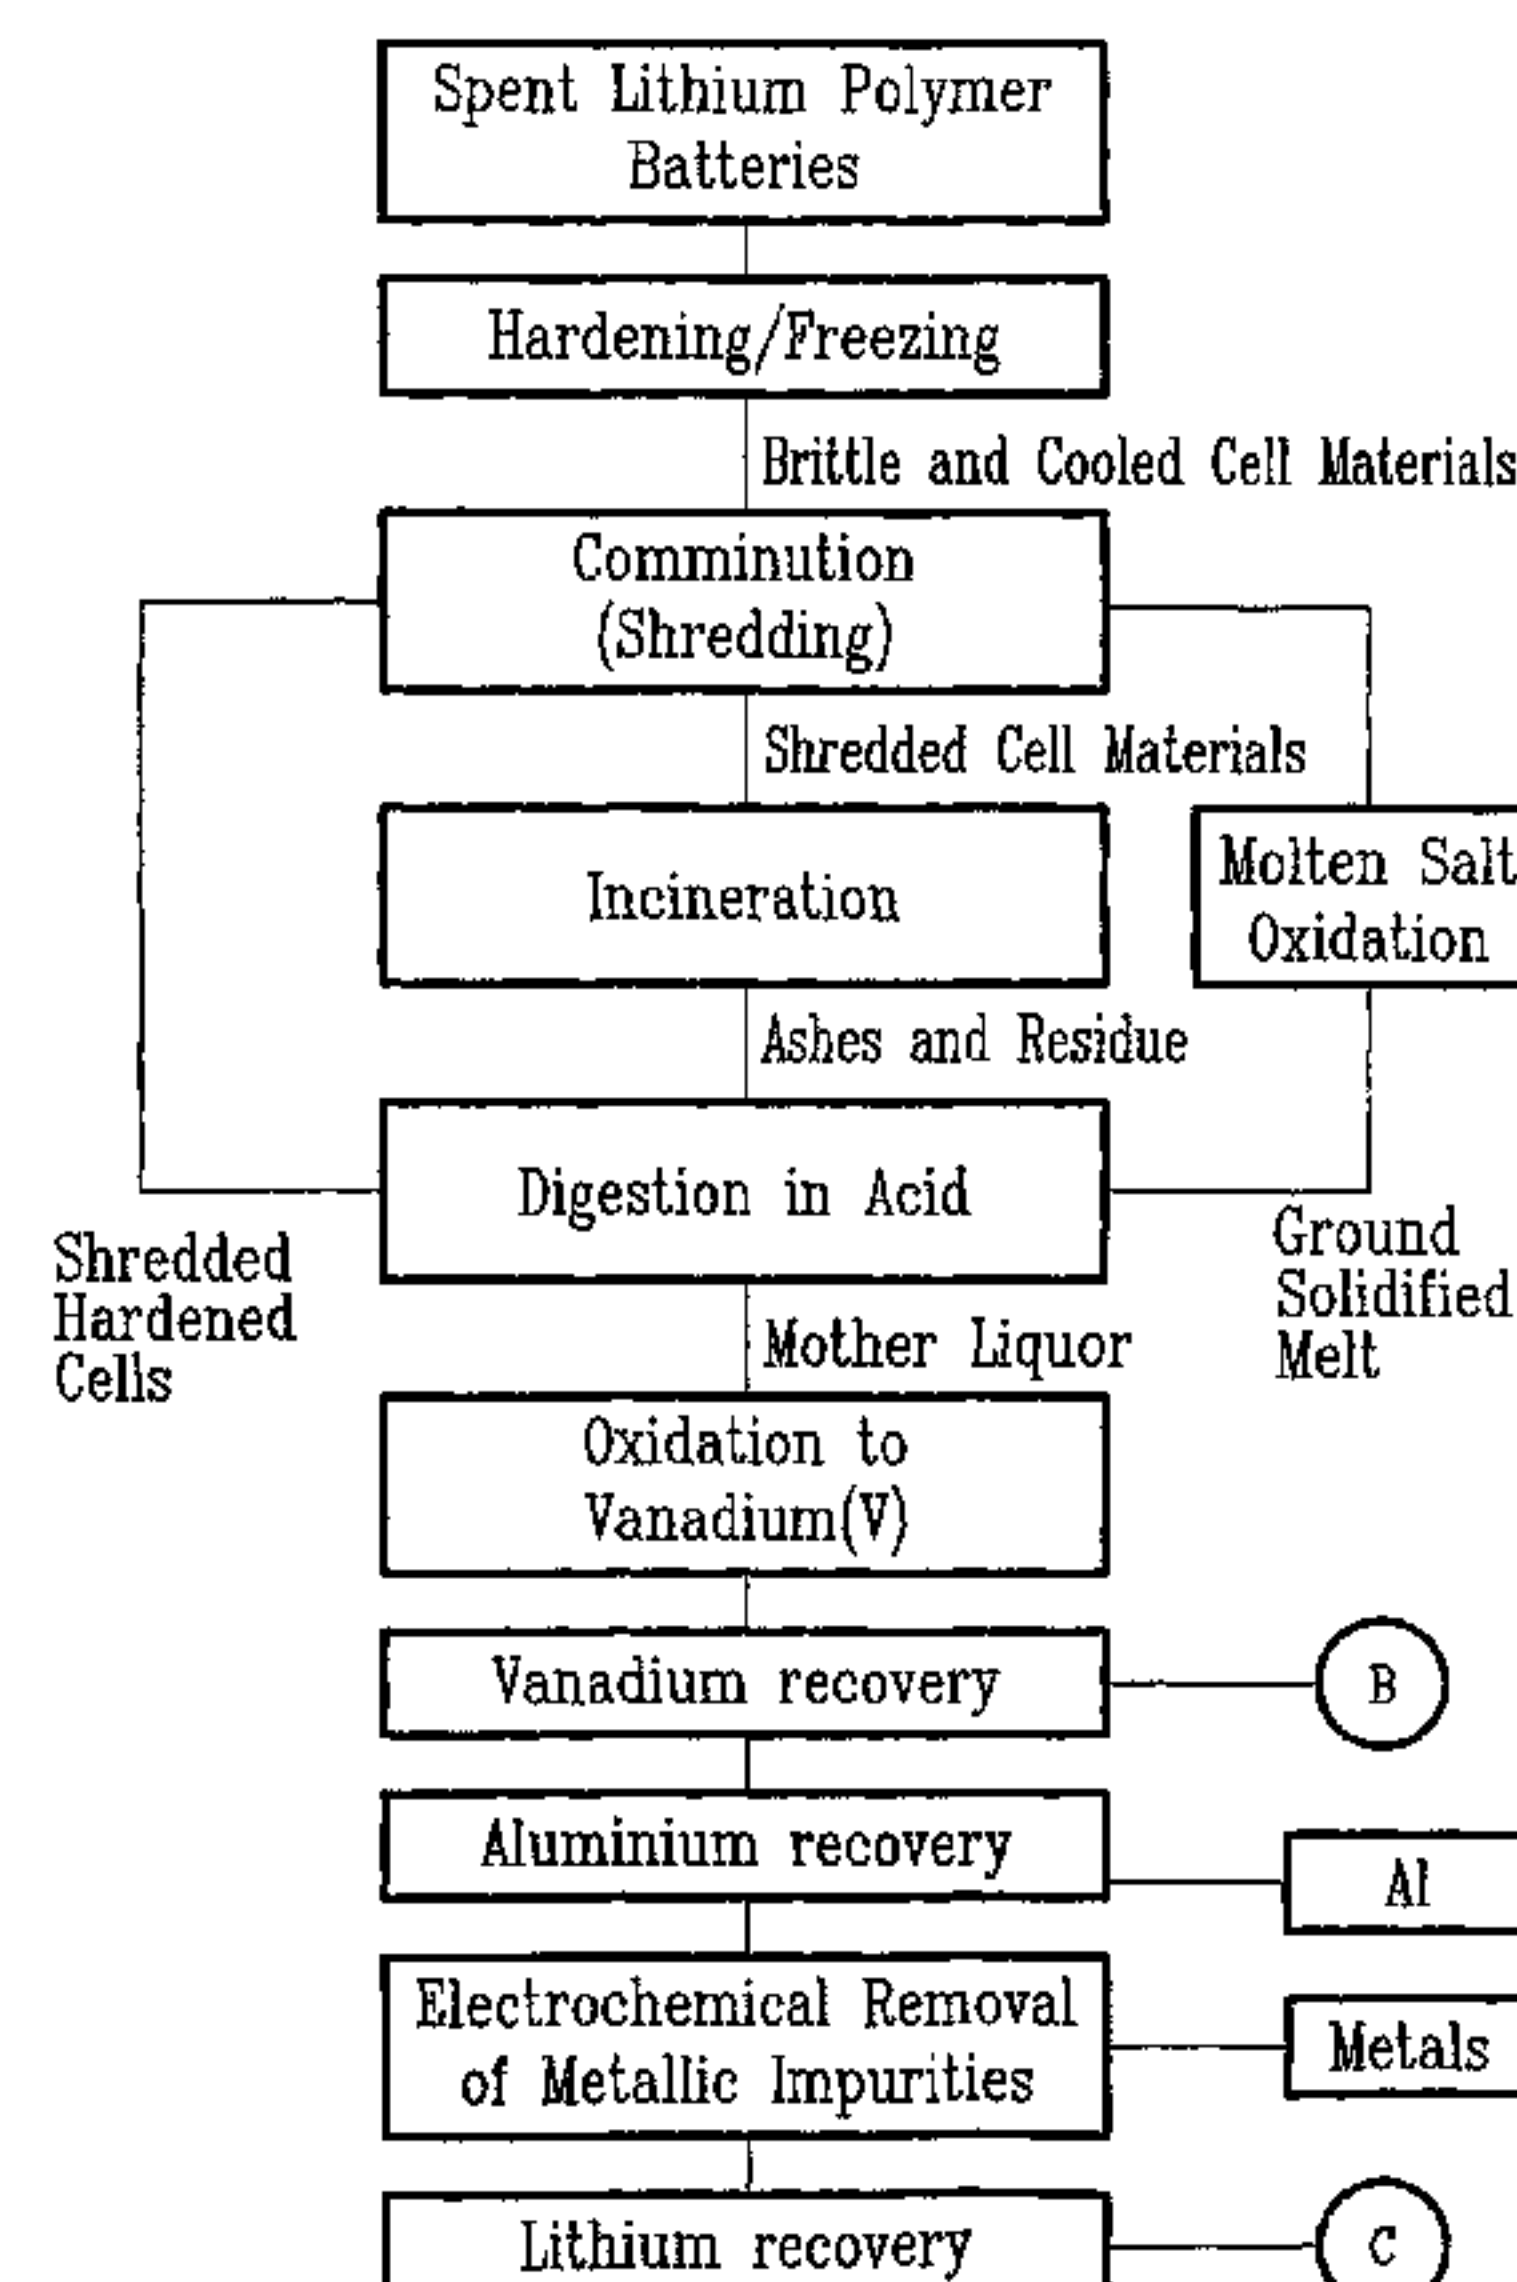 Spent Lithium Polymer
Batteries
Hardening/Freezing
Brittle and Cooled Cell Materials
Comminution
(Shredding)
Shredded Cell Materials
Incineration
Molten Salt
Oxidation
Ashes and Residue
Digestion in Acid
Shredded
Hardened
Cells
Ground
Solidified
Melt
Mother Liquor
Oxidation to
Vanadium(V)
Vanadium recovery
B
Aluminium recovery
Al
Electrochemical Removal
of Metallic Impurities
Metals
Lithium recovery
C